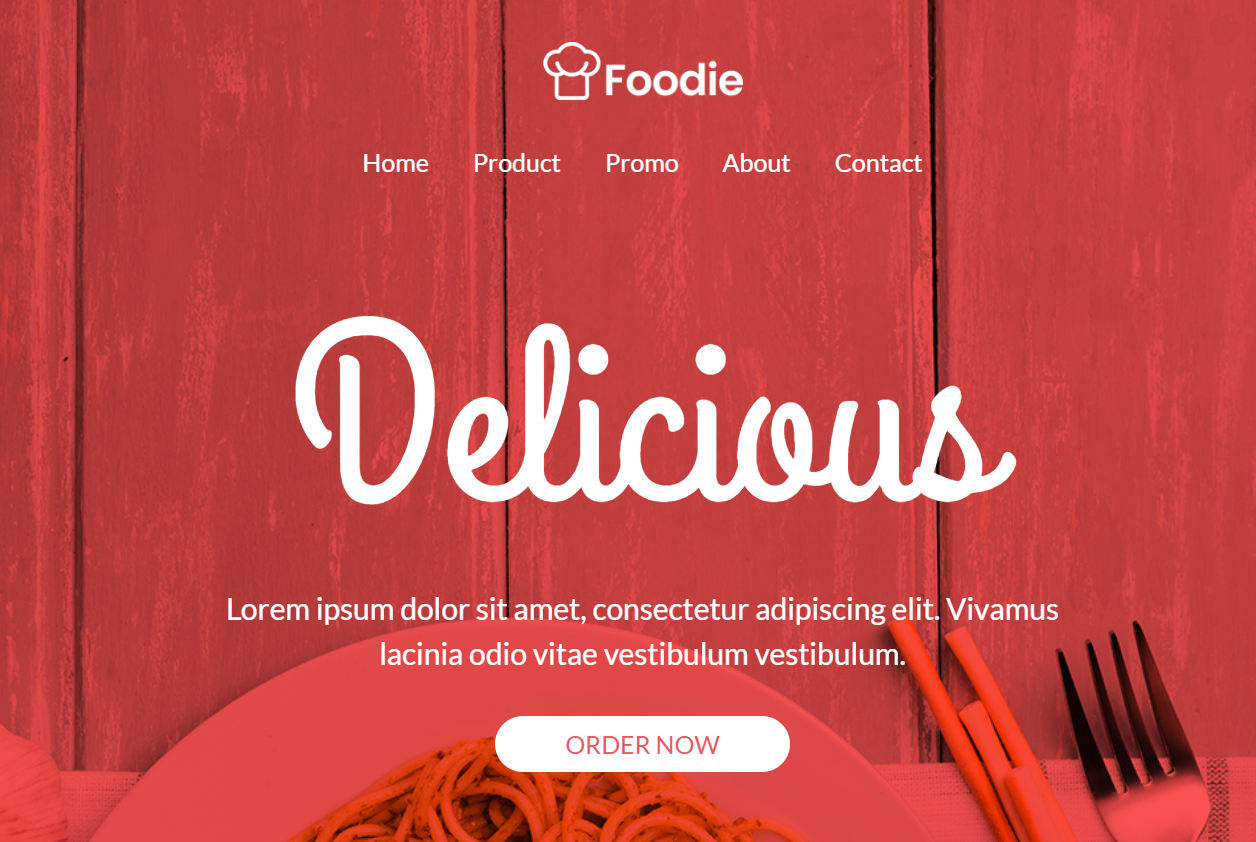 Foodie
Home Product Promo About Contact
Delicious
Lorem ipsum dolor sit amet, consectetur adipiscing elit. Vivamus
lacinia odio vitae vestibulum vestibulum.
ORDER NOW